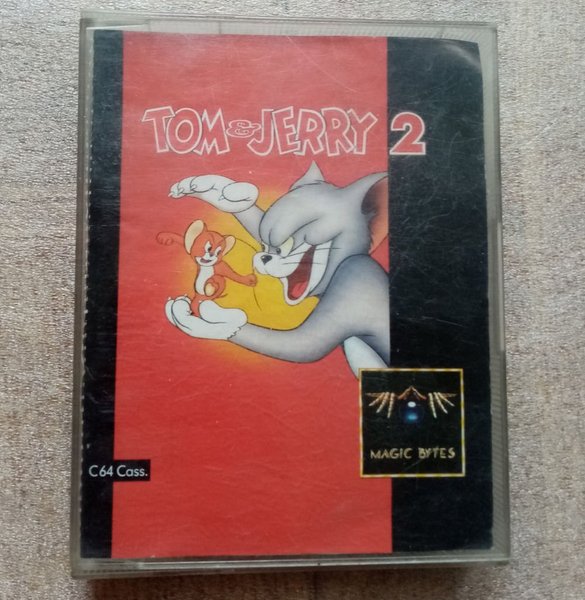 TOM & JERRY 2
MAGIC BYTES
C64 Cass.